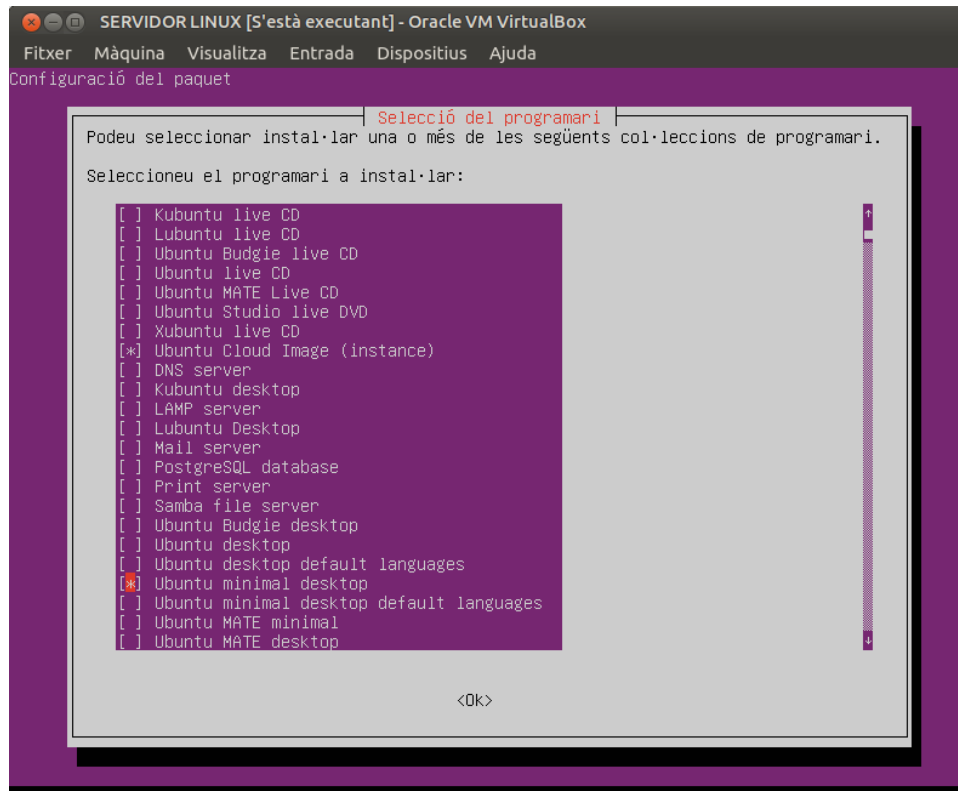 SERVIDOR LINUX [S'està executant] - Oracle VM VirtualBox
Fitxer Màquina Visualitza Entrada Dispositius Ajuda
Configuració del paquet
Selecció del programari
Podeu seleccionar instal·lar una o més de les següents col·leccions de programari.
Seleccioneu el programari a instal·lar:
[ ] Kubuntu live CD
[ ] Lubuntu live CD
[ ] Ubuntu Budgie live CD
[ ] Ubuntu live CD
[ ] Ubuntu MATE Live CD
[ ] Ubuntu Studio live DVD
[ ] Xubuntu live CD
[*] Ubuntu Cloud Image (instance)
[ ] DNS server
[ ] Kubuntu desktop
[ ] LAMP server
[ ] Lubuntu Desktop
[ ] Mail server
[ ] PostgreSQL database
[ ] Print server
[ ] Samba file server
[ ] Ubuntu Budgie desktop
[ ] Ubuntu desktop
[ ] Ubuntu desktop default languages
[*] Ubuntu minimal desktop
[ ] Ubuntu minimal desktop default languages
[ ] Ubuntu MATE minimal
[ ] Ubuntu MATE desktop
<Ok>